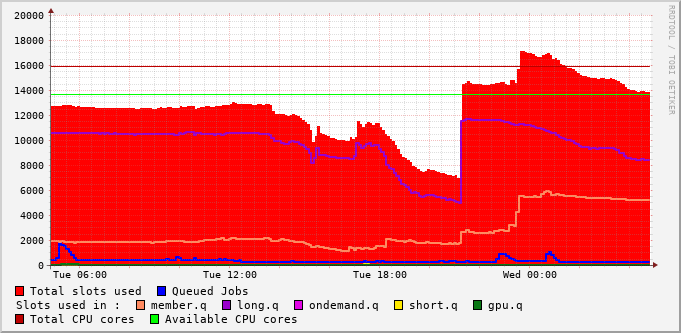 RRDTOOL / TOBI OETIKER
20000
18000
16000
14000
12000
10000
8000
6000
4000
2000
0
Tue 06:00 Tue 12:00 Tue 18:00 Wed 00:00
Total slots used Queued Jobs
Slots used in : member.q long.q ondemand.q short.q gpu.q
Total CPU cores Available CPU cores